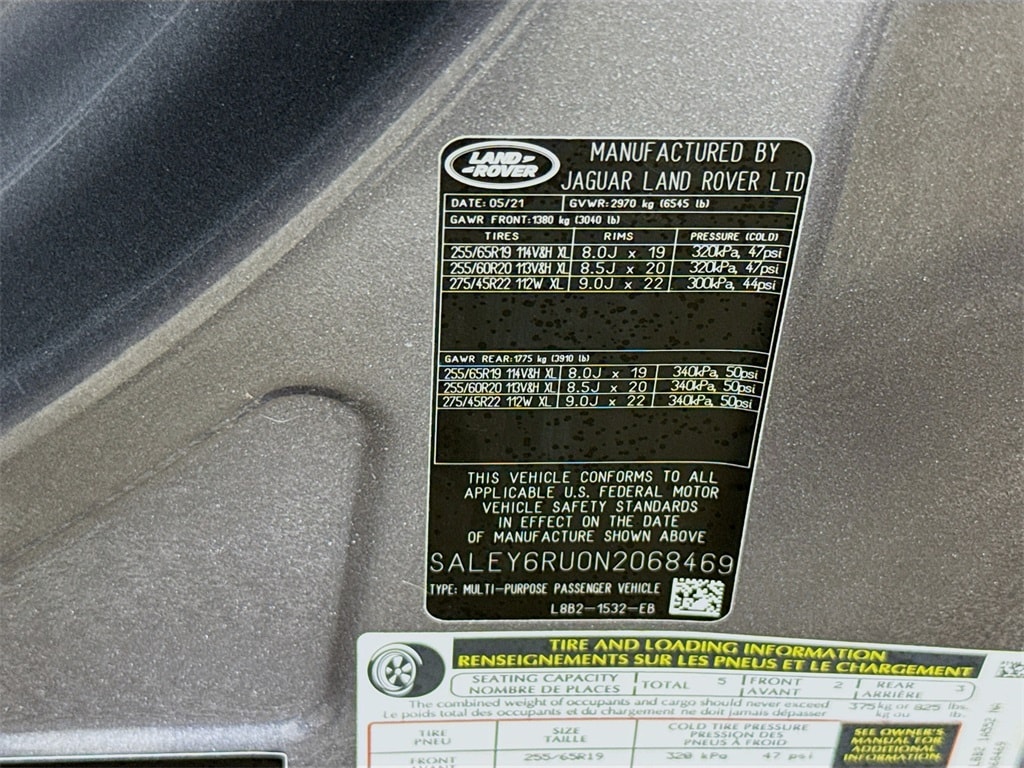 LAND-
-ROVER
MANUFACTURED BY
JAGUAR LAND ROVER LTD
DATE: 05/21 GVWR: 2970 kg (6545 lb)
GAWR FRONT: 1380 kg (3040 lb)
TIRES RIMS PRESSURE (COLD)
255/65R19 114V&H XL 8.0J x 19 320kPa, 47psi
255/60R20 113V&H XL 8.5J x 20 320kPa, 47psi
275/45R22 112W XL 9.0J x 22 300kPa, 44psi
GAWR REAR: 1775 kg (3910 lb)
255/65R19 114V&H XL 8.0J x 19 340kPa, 50psi
255/60R20 113V&H XL 8.5J x 20 340kPa, 50psi
275/45R22 112W XL 9.0J x 22 340kPa, 50psi
THIS VEHICLE CONFORMS TO ALL
APPLICABLE U.S. FEDERAL MOTOR
VEHICLE SAFETY STANDARDS
IN EFFECT ON THE DATE
OF MANUFACTURE SHOWN ABOVE
SALEY6RU0N2068469
TYPE: MULTI-PURPOSE PASSENGER VEHICLE
L8B2-1532-EB
TIRE AND LOADING INFORMATION
RENSEIGNEMENTS SUR LES PNEUS ET LE CHARGEMENT
SEATING CAPACITY TOTAL 5 FRONT 2 REAR 3
NOMBRE DE PLACES AVANT ARRIÈRE
The combined weight of occupants and cargo should never exceed 375 kg or 825 lbs.
Le poids total des occupants et du chargement ne doit jamais dépasser kg ou lb.
TIRE SIZE COLD TIRE PRESSURE
PNEU TAILLE PRESSION DES
PNEUS À FROID
FRONT 255/65R19 320 kPa 47 psi
SEE OWNER'S
MANUAL FOR
ADDITIONAL
INFORMATION